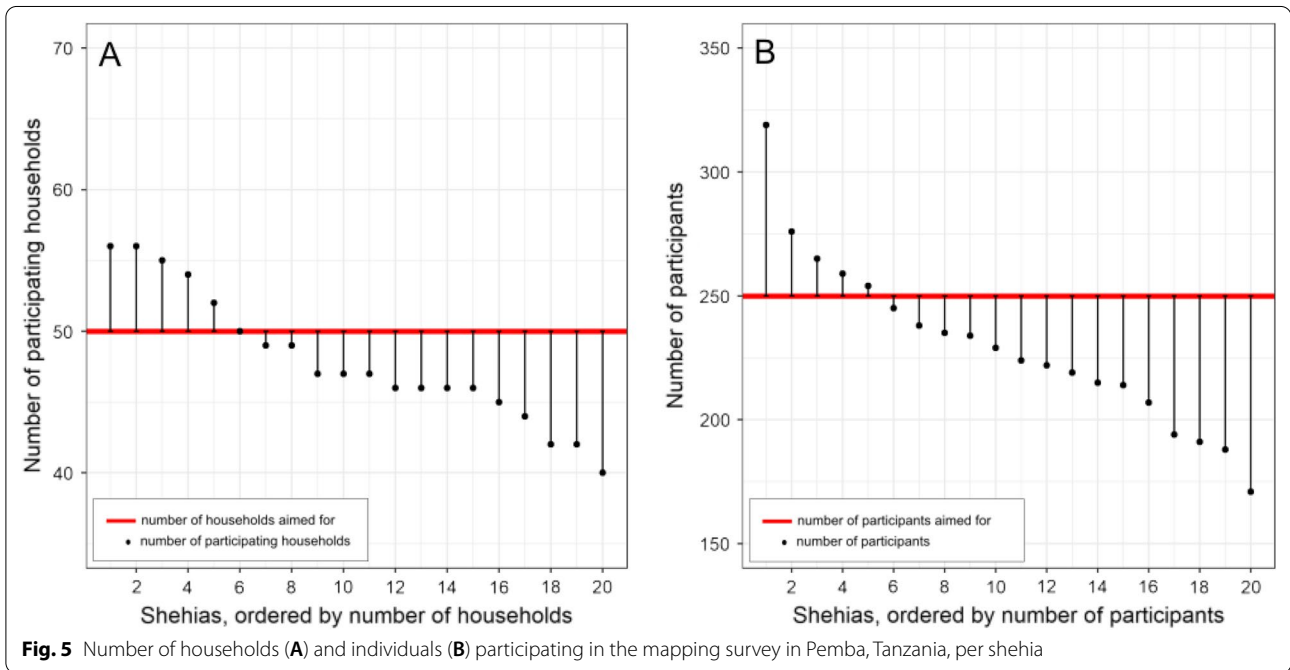 A
70
60
50
40
Number of participating households
number of households aimed for
number of participating households
2 4 6 8 10 12 14 16 18 20
Shehias, ordered by number of households
B
350
300
250
200
150
Number of participants
number of participants aimed for
number of participants
2 4 6 8 10 12 14 16 18 20
Shehias, ordered by number of participants
Fig. 5 Number of households (A) and individuals (B) participating in the mapping survey in Pemba, Tanzania, per shehia